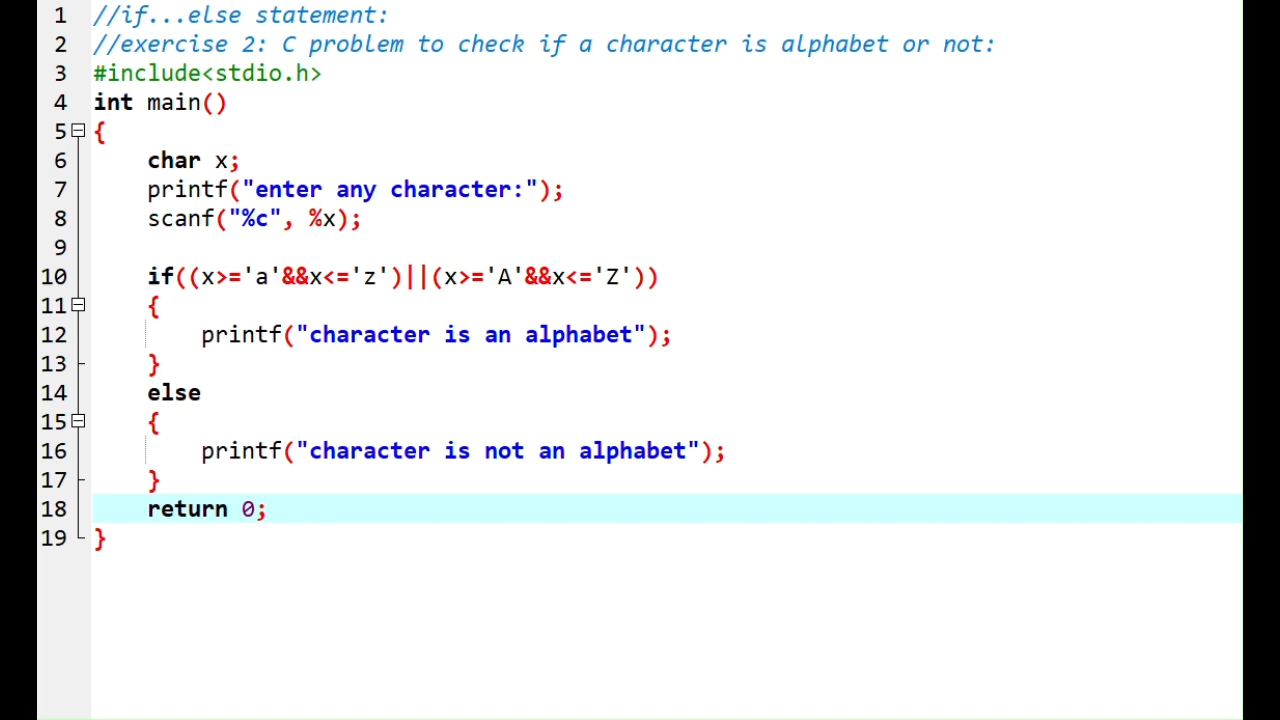 1 //if...else statement:
2 //exercise 2: C problem to check if a character is alphabet or not:
3 #include<stdio.h>
4 int main()
5 {
6 char x;
7 printf("enter any character:");
8 scanf("%c", %x);
9
10 if((x>='a'&&x<='z')||(x>='A'&&x<='Z'))
11 {
12 printf("character is an alphabet");
13 }
14 else
15 {
16 printf("character is not an alphabet");
17 }
18 return 0;
19 }